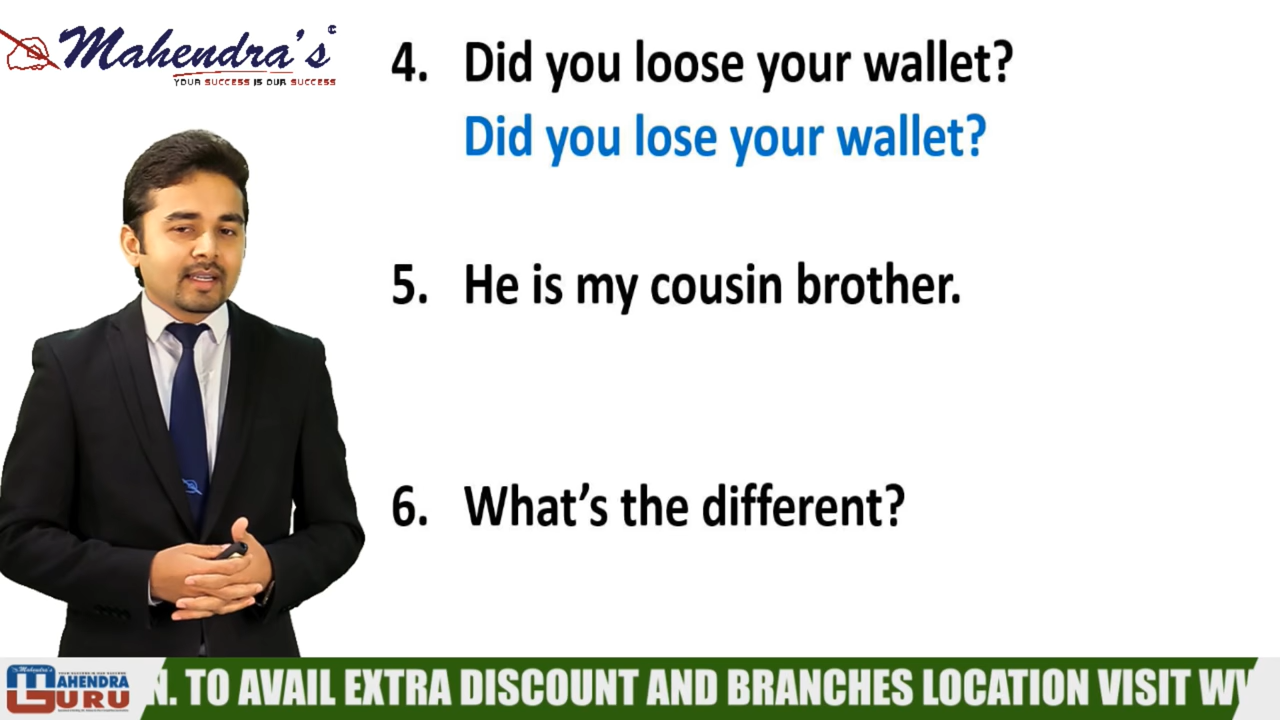 Mahendra's
YOUR SUCCESS IS OUR SUCCESS
4. Did you loose your wallet?
Did you lose your wallet?
5. He is my cousin brother.
6. What's the different?
Mahendra's
MAHENDRA
GURU
N. TO AVAIL EXTRA DISCOUNT AND BRANCHES LOCATION VISIT